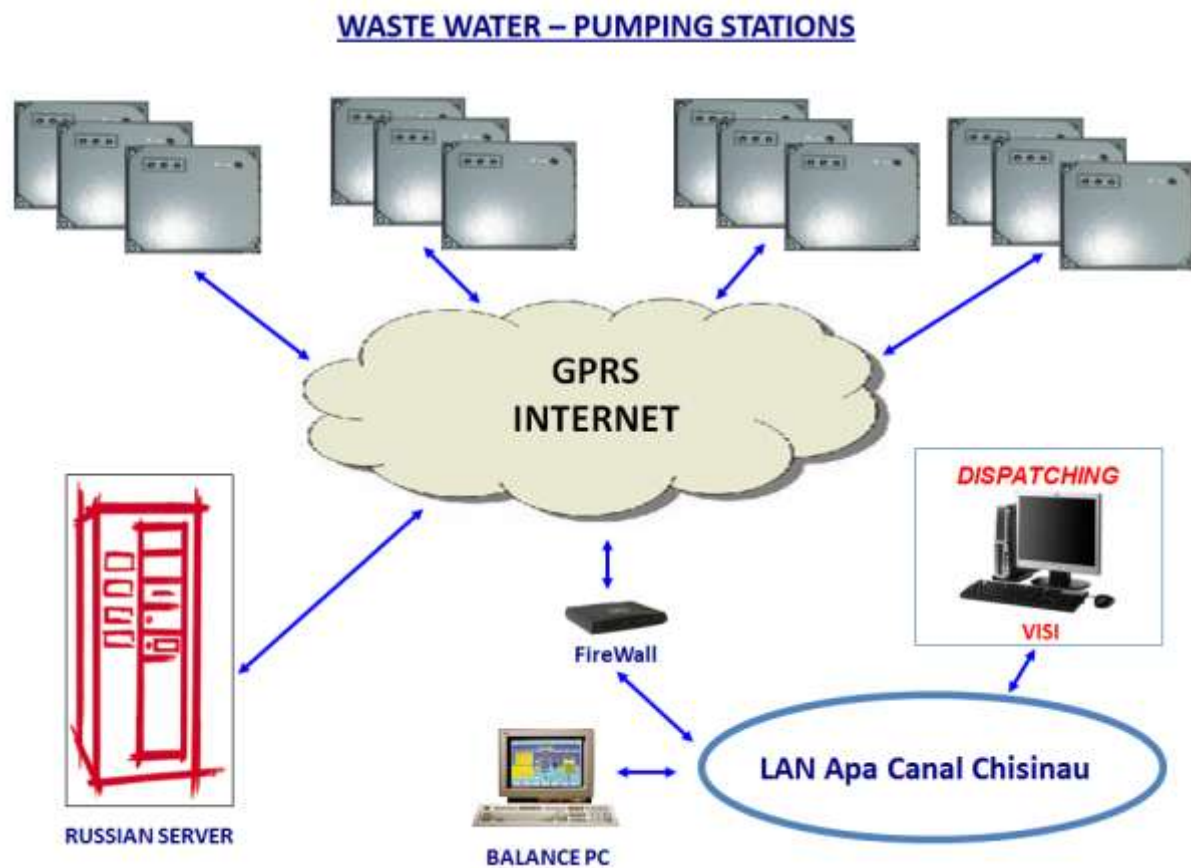 WASTE WATER – PUMPING STATIONS
GPRS
INTERNET
DISPATCHING
VISI
FireWall
LAN Apa Canal Chisinau
RUSSIAN SERVER
BALANCE PC